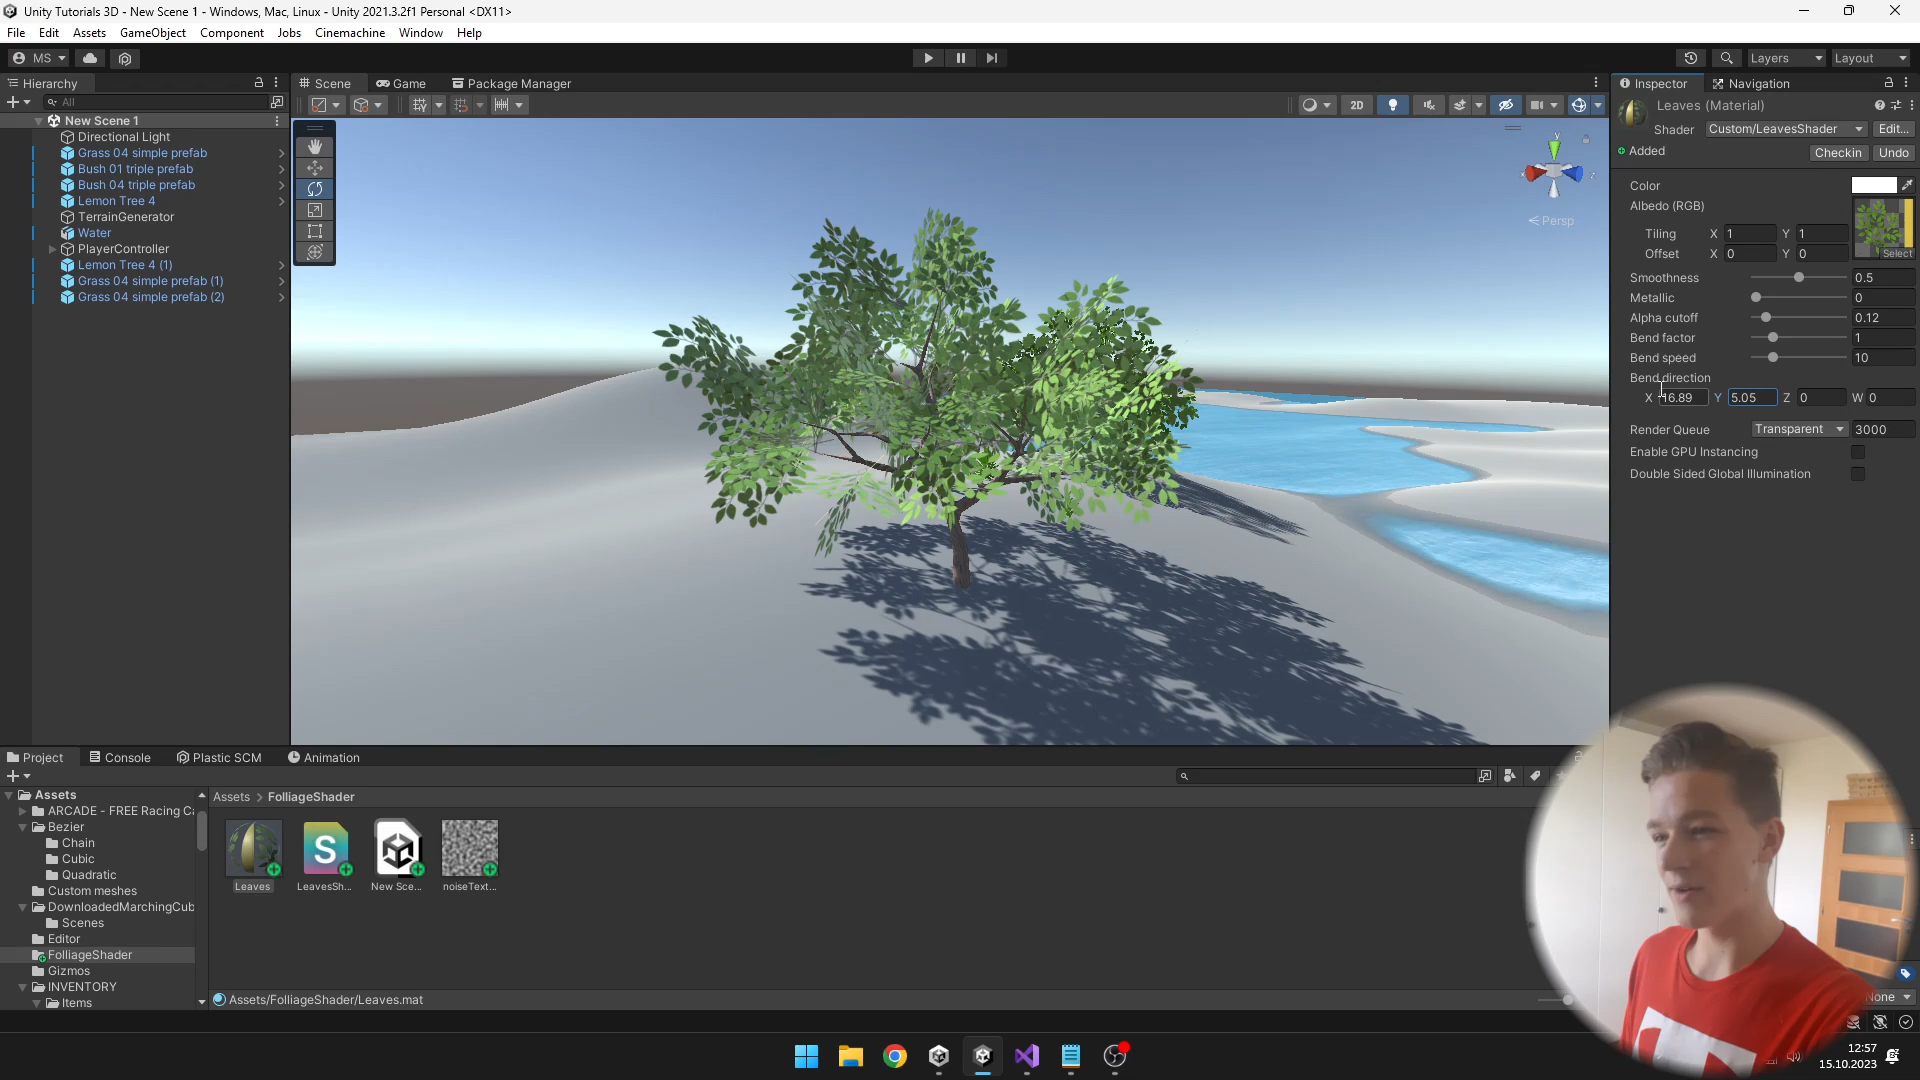 Unity Tutorials 3D - New Scene 1 - Windows, Mac, Linux - Unity 2021.3.2f1 Personal <DX11>
File Edit Assets GameObject Component Jobs Cinemachine Window Help
MS Layers Layout
Hierarchy Scene Game Package Manager Inspector Navigation
All
2D
Leaves (Material)
Shader Custom/LeavesShader Edit...
Added Checkin Undo
New Scene 1
Directional Light
Grass 04 simple prefab
Bush 01 triple prefab
Bush 04 triple prefab
Lemon Tree 4
TerrainGenerator
Water
PlayerController
Lemon Tree 4 (1)
Grass 04 simple prefab (1)
Grass 04 simple prefab (2)
y
x z
Persp
Color
Albedo (RGB)
Tiling X 1 Y 1
Offset X 0 Y 0 Select
Smoothness 0.5
Metallic 0
Alpha cutoff 0.12
Bend factor 1
Bend speed 10
Bend direction
X 16.89 Y 5.05 Z 0 W 0
Render Queue Transparent 3000
Enable GPU Instancing
Double Sided Global Illumination
Project Console Plastic SCM Animation
Assets
ARCADE - FREE Racing Ca
Bezier
Chain
Cubic
Quadratic
Custom meshes
DownloadedMarchingCub
Scenes
Editor
FolliageShader
Gizmos
INVENTORY
Items
Assets > FolliageShader
S
Leaves LeavesSh... New Sce... noiseText...
Assets/FolliageShader/Leaves.mat
None
12:57
15.10.2023